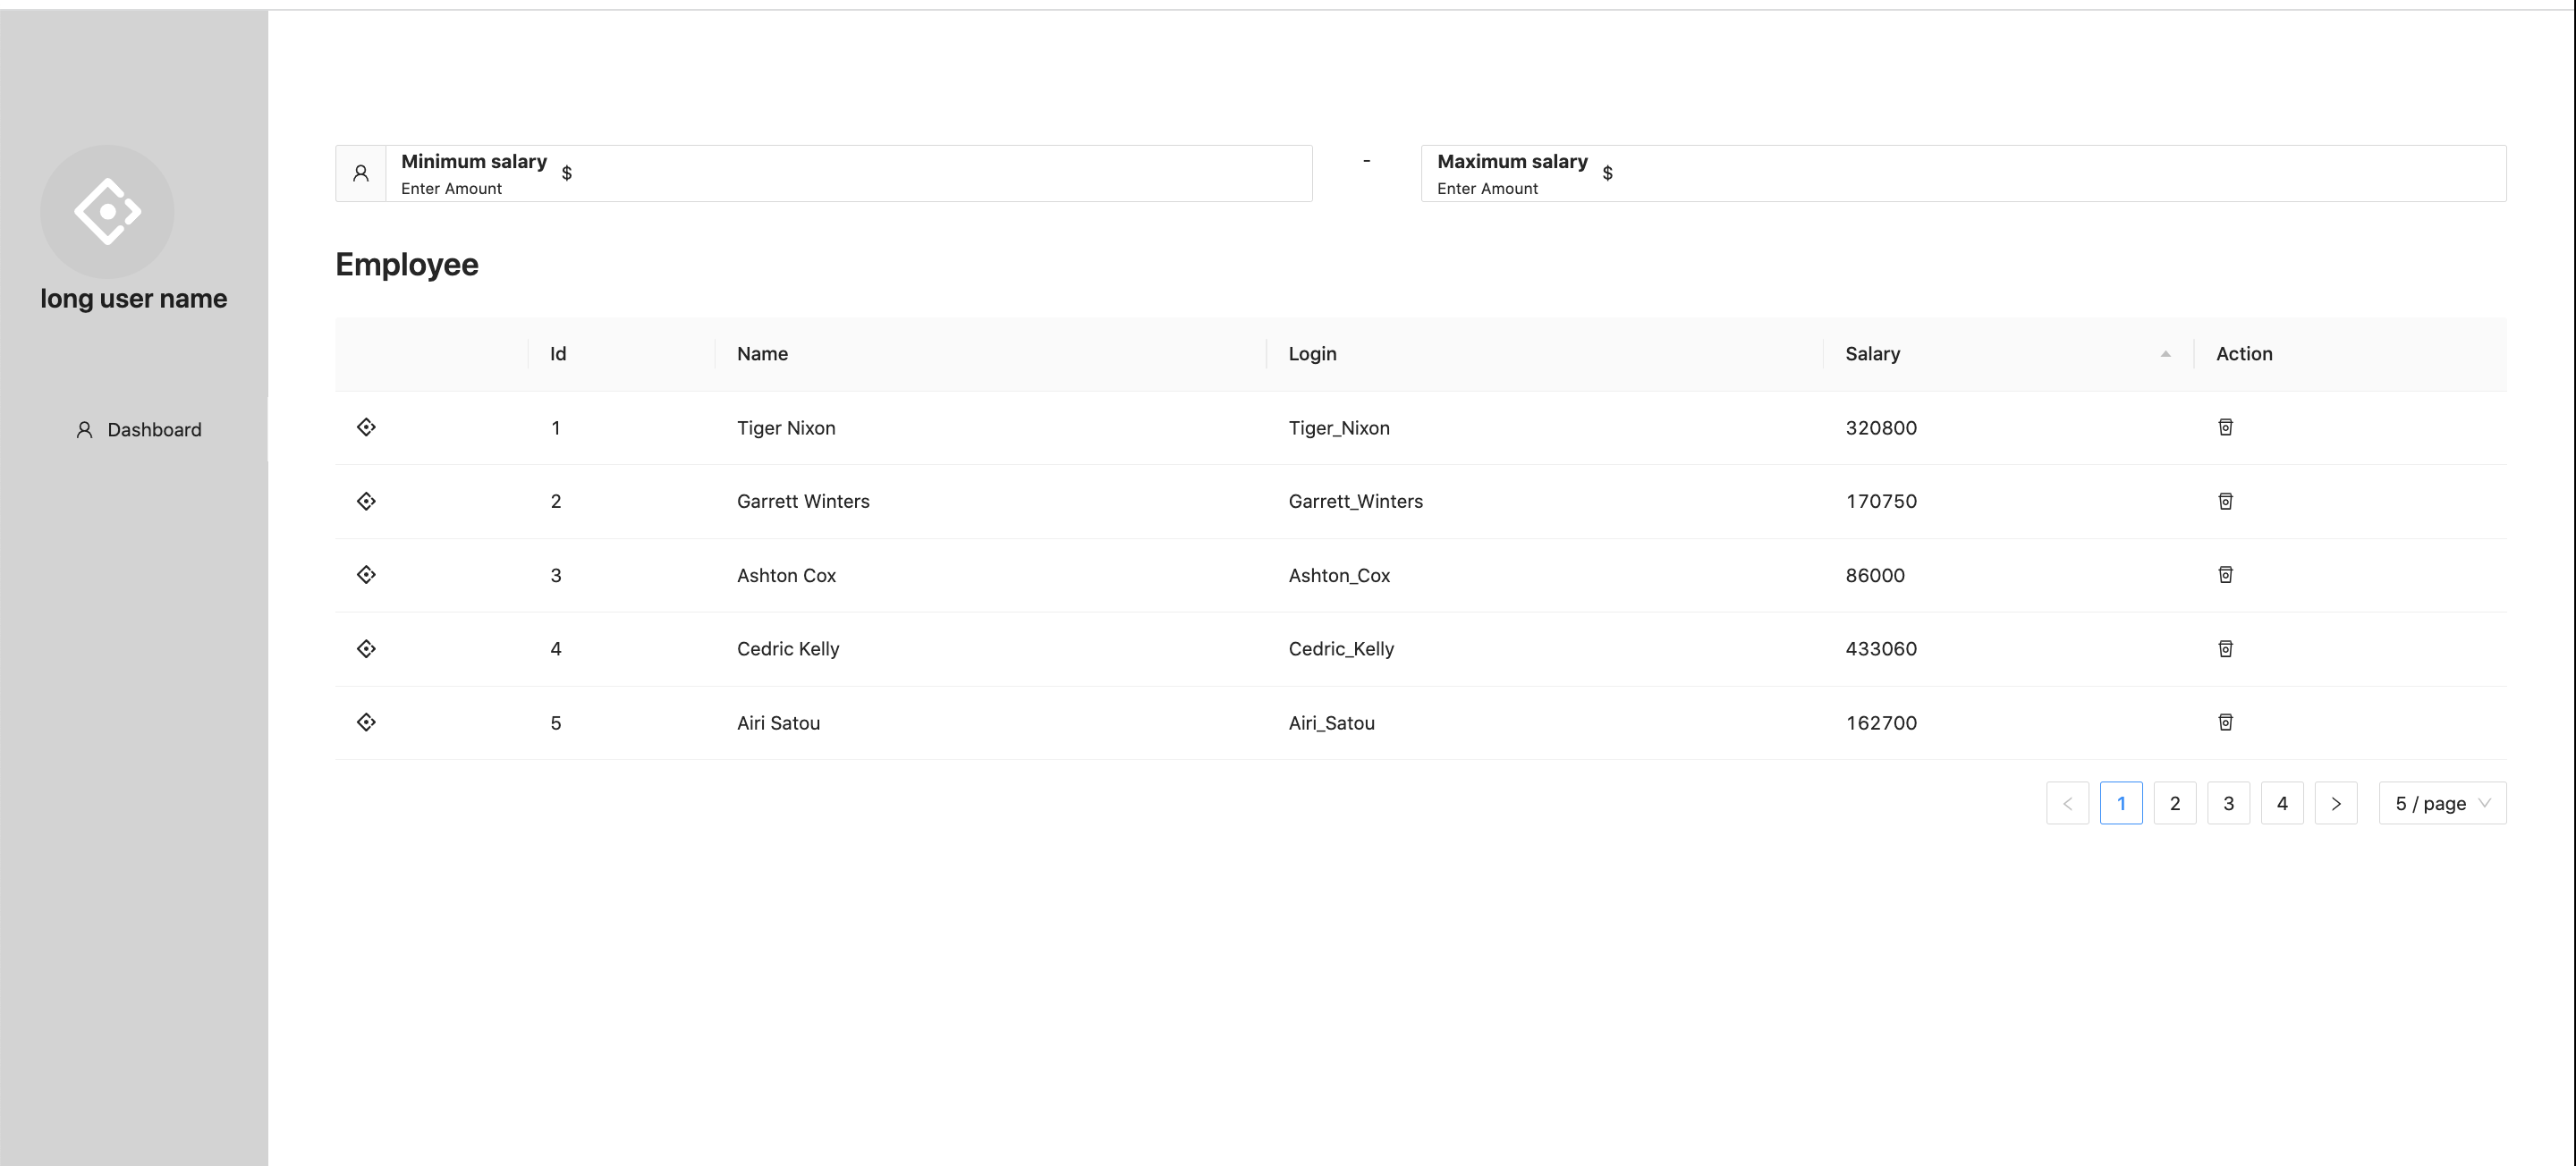 long user name
Dashboard
Minimum salary
Enter Amount
$
-
Maximum salary
Enter Amount
$
Employee
Id Name Login Salary Action
1 Tiger Nixon Tiger_Nixon 320800
2 Garrett Winters Garrett_Winters 170750
3 Ashton Cox Ashton_Cox 86000
4 Cedric Kelly Cedric_Kelly 433060
5 Airi Satou Airi_Satou 162700
1 2 3 4 5 / page